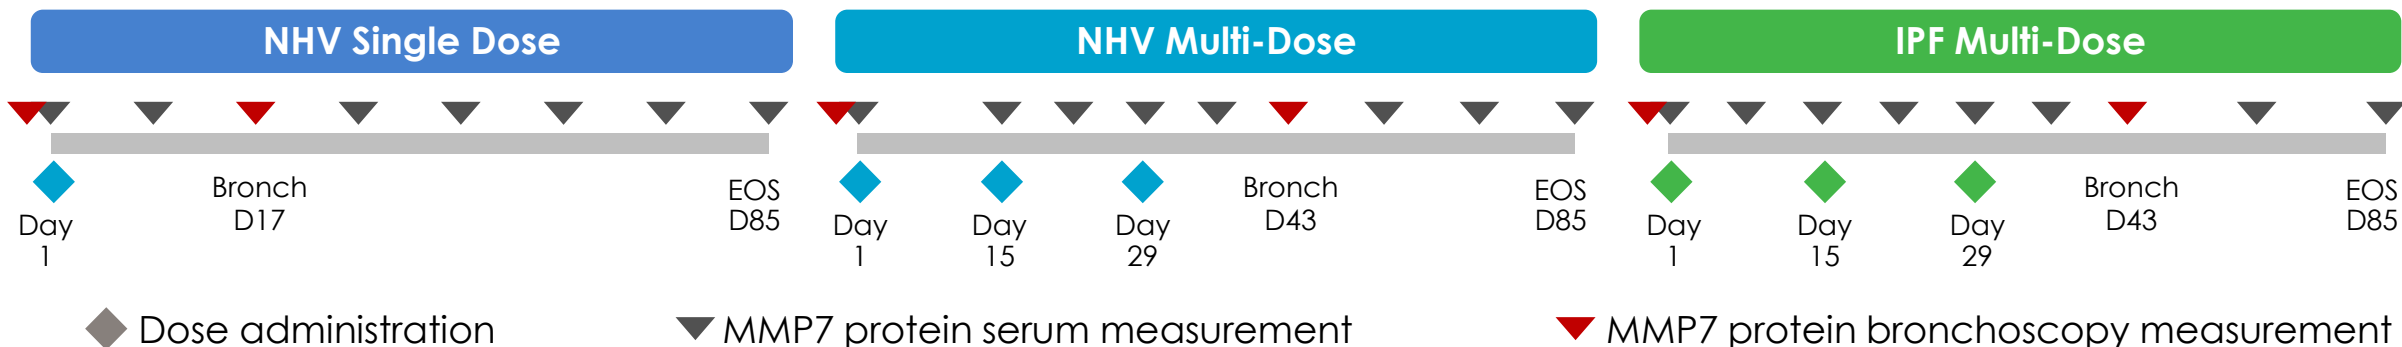 NHV Single Dose
NHV Multi-Dose
IPF Multi-Dose
Day
1
Bronch
D17
EOS
D85
Day
1
Day
15
Day
29
Bronch
D43
EOS
D85
Day
1
Day
15
Day
29
Bronch
D43
EOS
D85
Dose administration
MMP7 protein serum measurement
MMP7 protein bronchoscopy measurement